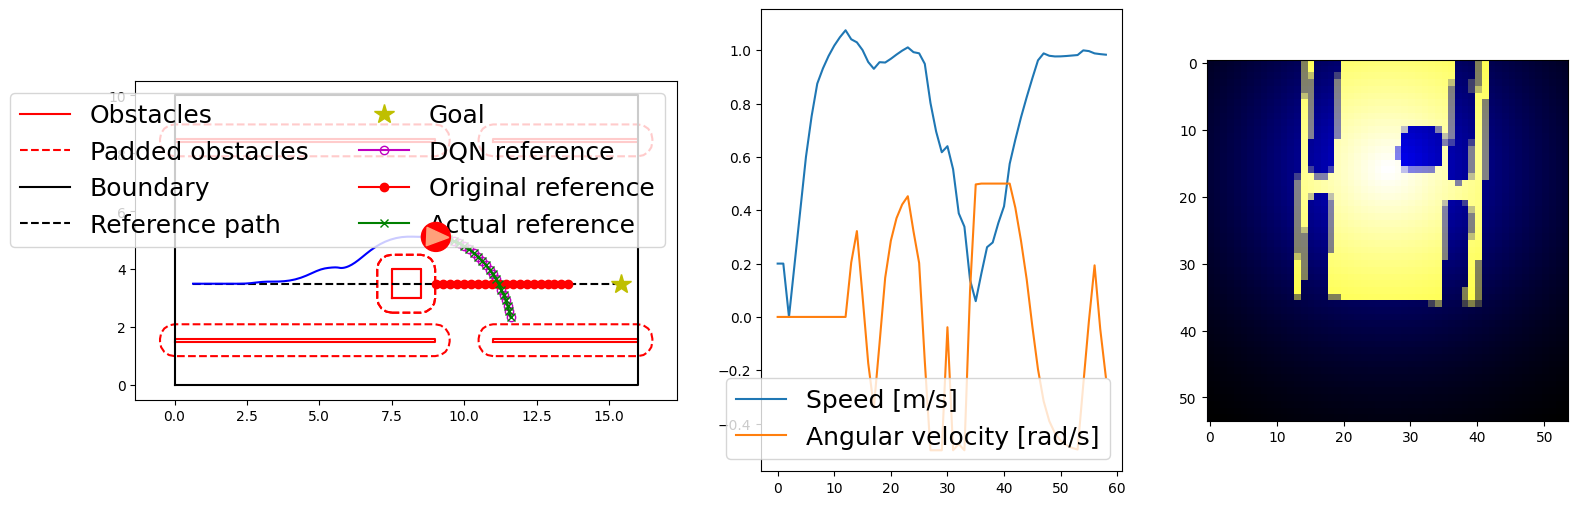 10
6
4
2
0
0.0 2.5 5.0 7.5 10.0 12.5 15.0
Obstacles
Padded obstacles
Boundary
Reference path
Goal
DQN reference
Original reference
Actual reference
1.0
0.8
0.6
0.4
0.2
0.0
−0.2
−0.4
0 10 20 30 40 50 60
Speed [m/s]
Angular velocity [rad/s]
0
10
20
30
40
50
0 10 20 30 40 50